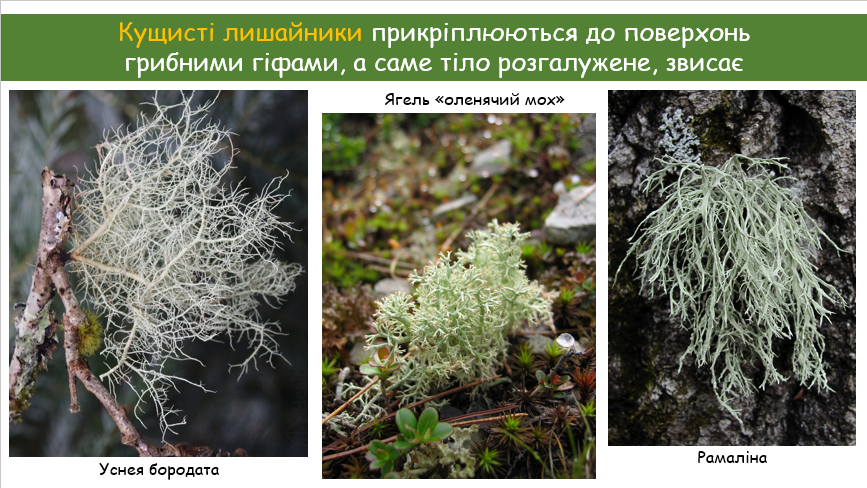 Кущисті лишайники прикріплюються до поверхонь
грибними гіфами, а саме тіло розгалужене, звисає
Ягель «оленячий мох»
Уснея бородата
Рамаліна